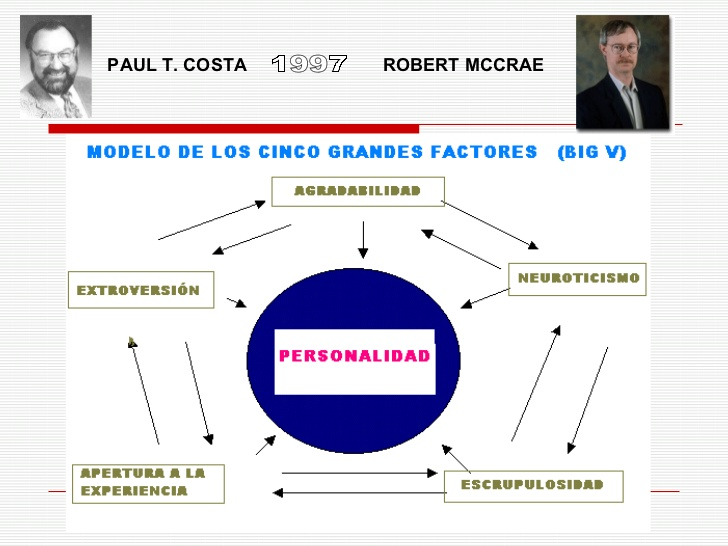 PAUL T. COSTA 1997 ROBERT MCCRAE
MODELO DE LOS CINCO GRANDES FACTORES (BIG V)
AGRADABILIDAD
NEUROTICISMO
EXTROVERSIÓN
PERSONALIDAD
APERTURA A LA
EXPERIENCIA
ESCRUPULOSIDAD